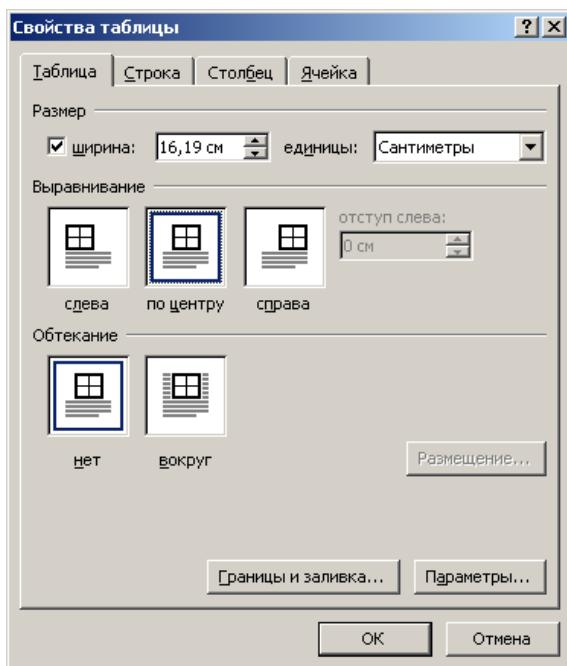 Свойства таблицы
Таблица Строка Столбец Ячейка
Размер
ширина: 16,19 см единицы: Сантиметры
Выравнивание
отступ слева:
0 см
слева по центру справа
Обтекание
нет вокруг
Размещение...
Границы и заливка... Параметры...
ОК Отмена